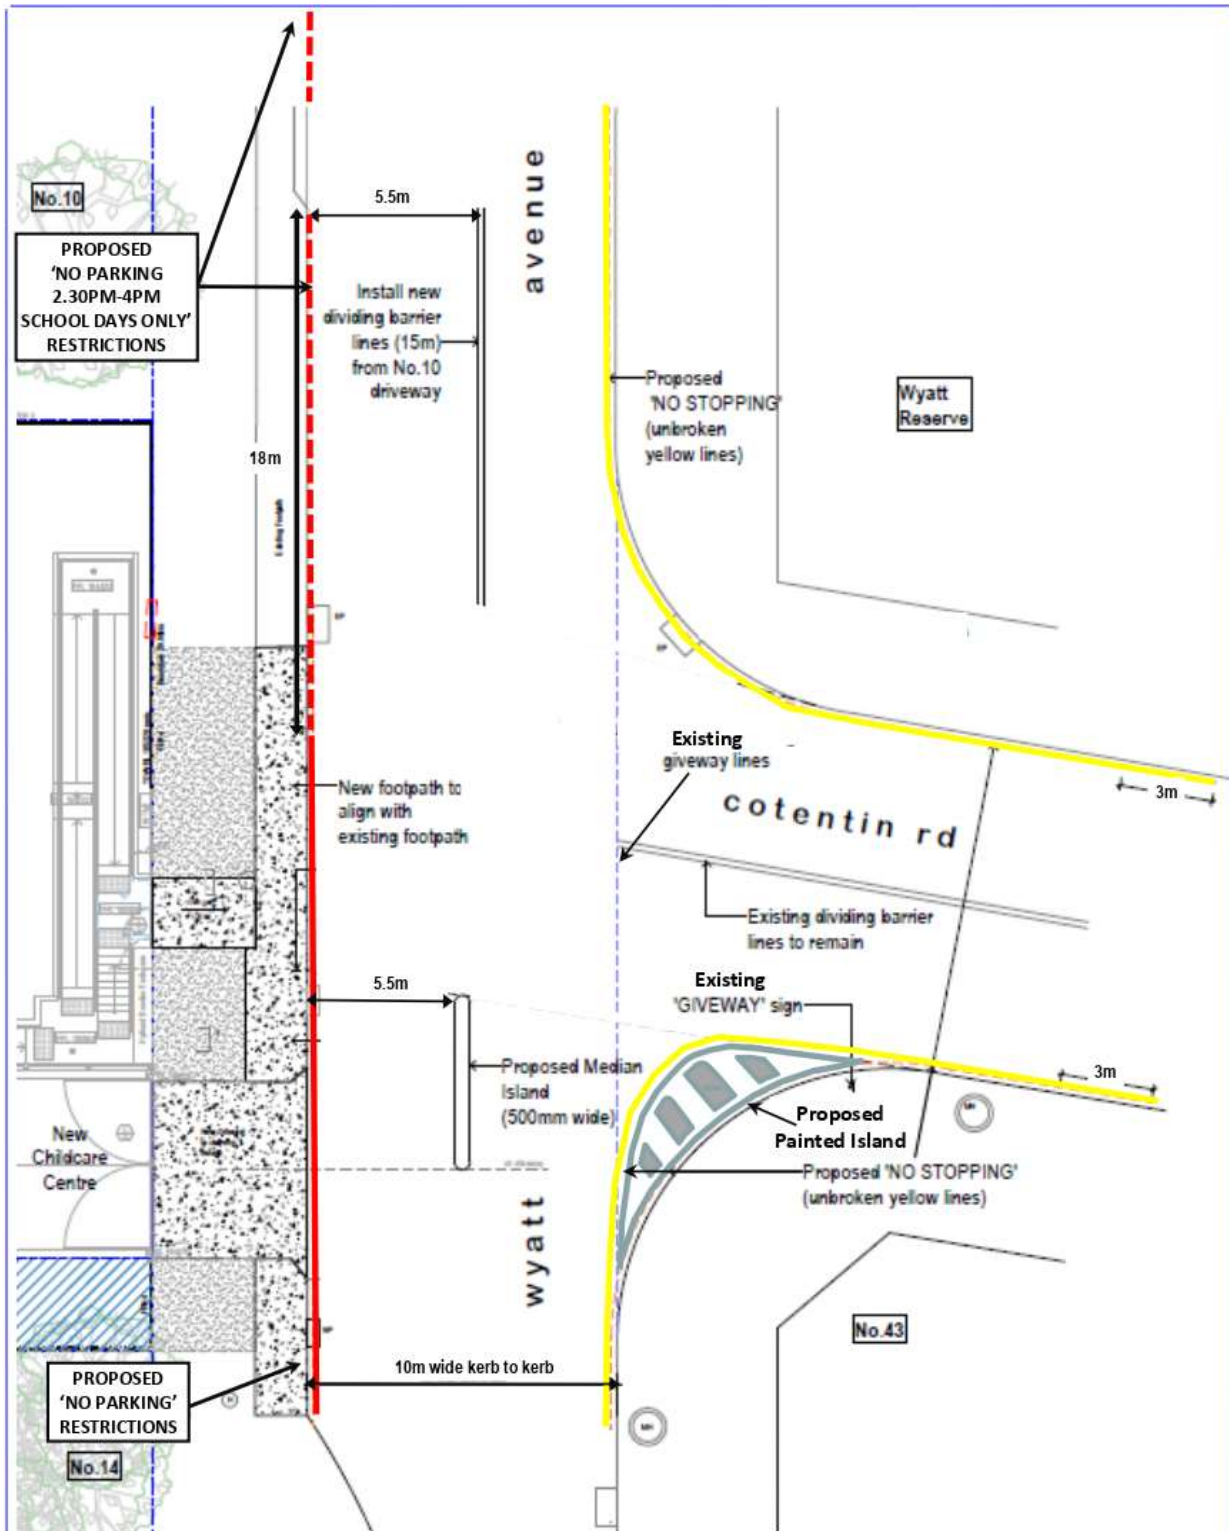 No.10
PROPOSED
'NO PARKING
2.30PM-4PM
SCHOOL DAYS ONLY'
RESTRICTIONS
5.5m
avenue
Install new
dividing barrier
lines (15m)
from No.10
driveway
Proposed
'NO STOPPING'
(unbroken
yellow lines)
Wyatt
Reserve
18m
Existing Footpath
Existing
giveway lines
cotentin rd
3m
New footpath to
align with
existing footpath
Existing dividing barrier
lines to remain
5.5m
Existing
'GIVEWAY' sign
Proposed Median
Island
(500mm wide)
3m
Proposed
Painted Island
MH
New
Childcare
Centre
Proposed 'NO STOPPING'
(unbroken yellow lines)
wyatt
No.43
10m wide kerb to kerb
PROPOSED
'NO PARKING'
RESTRICTIONS
MH
No.14